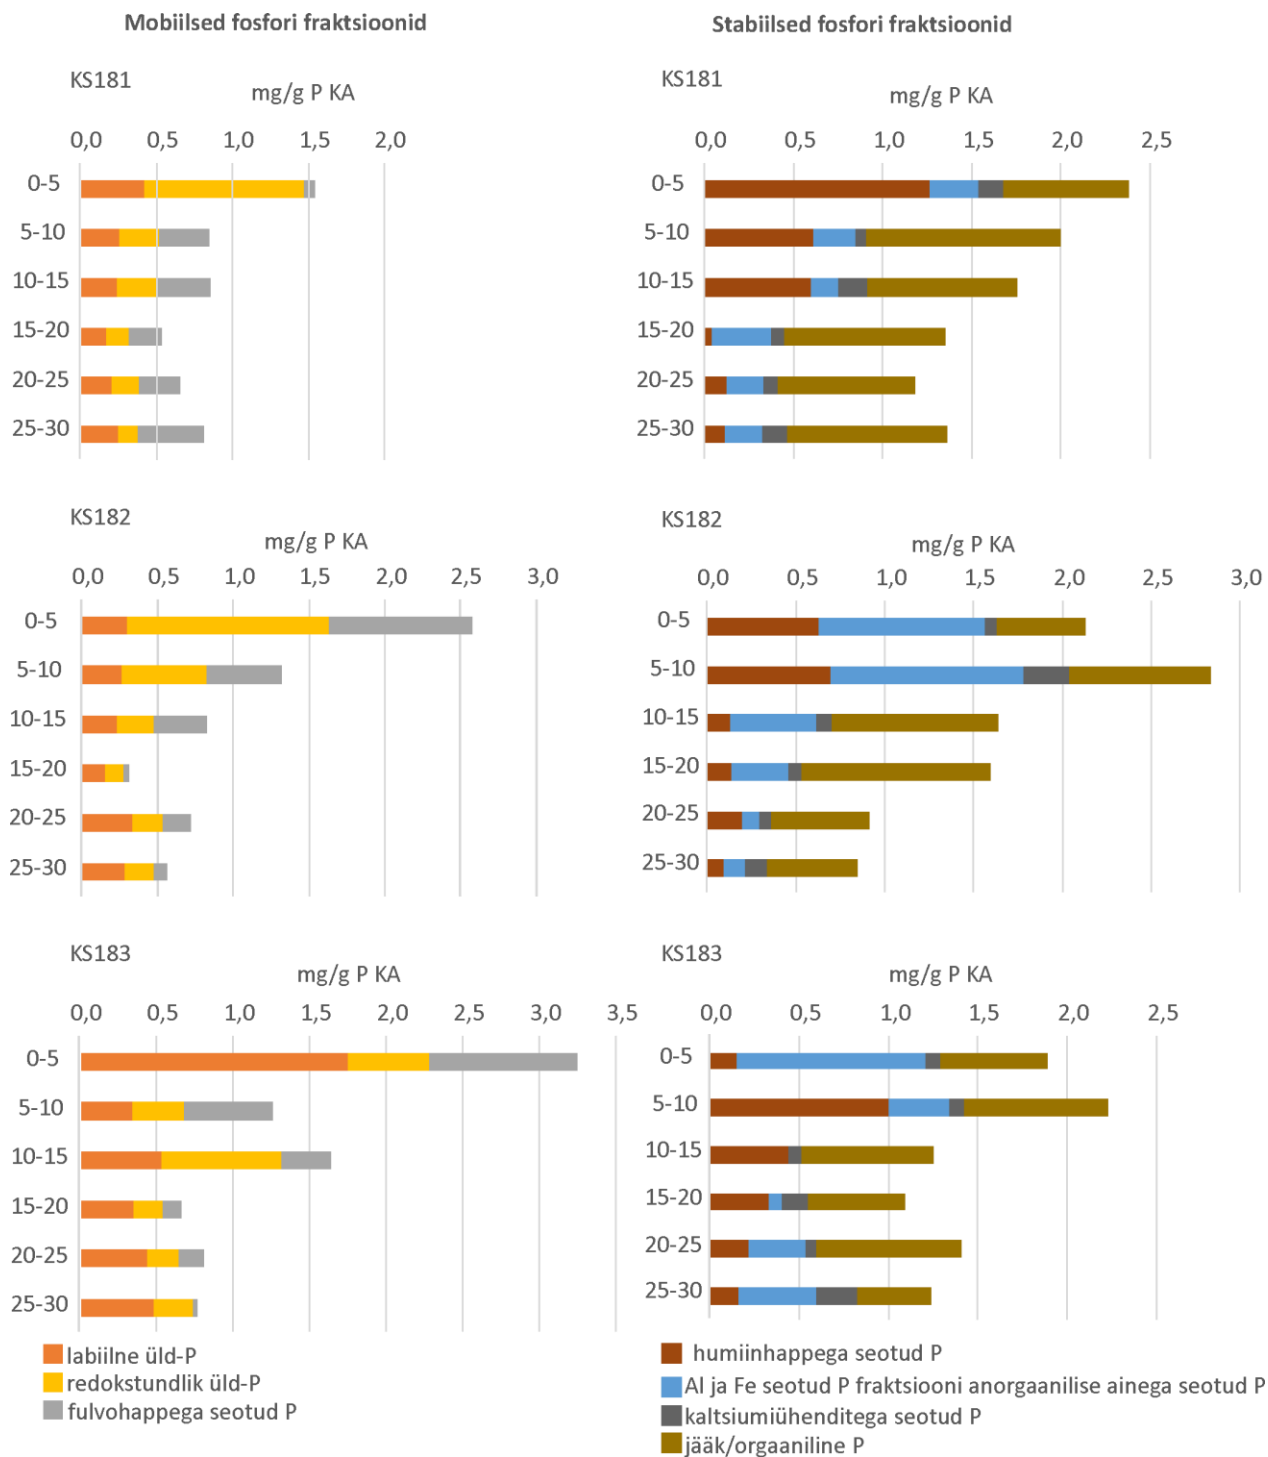 Mobiilsed fosfori fraktsioonid
KS181
mg/g P KA
0,0 0,5 1,0 1,5 2,0
0-5
5-10
10-15
15-20
20-25
25-30
KS182
mg/g P KA
0,0 0,5 1,0 1,5 2,0 2,5 3,0
0-5
5-10
10-15
15-20
20-25
25-30
KS183
mg/g P KA
0,0 0,5 1,0 1,5 2,0 2,5 3,0 3,5
0-5
5-10
10-15
15-20
20-25
25-30
labiilne üld-P
redokstundlik üld-P
fulvohappega seotud P
Stabiilsed fosfori fraktsioonid
KS181
mg/g P KA
0,0 0,5 1,0 1,5 2,0 2,5
0-5
5-10
10-15
15-20
20-25
25-30
KS182
mg/g P KA
0,0 0,5 1,0 1,5 2,0 2,5 3,0
0-5
5-10
10-15
15-20
20-25
25-30
KS183
mg/g P KA
0,0 0,5 1,0 1,5 2,0 2,5
0-5
5-10
10-15
15-20
20-25
25-30
humiinhappega seotud P
Al ja Fe seotud P fraktsiooni anorgaanilise ainega seotud P
kaltsiumiühenditega seotud P
jääk/orgaaniline P